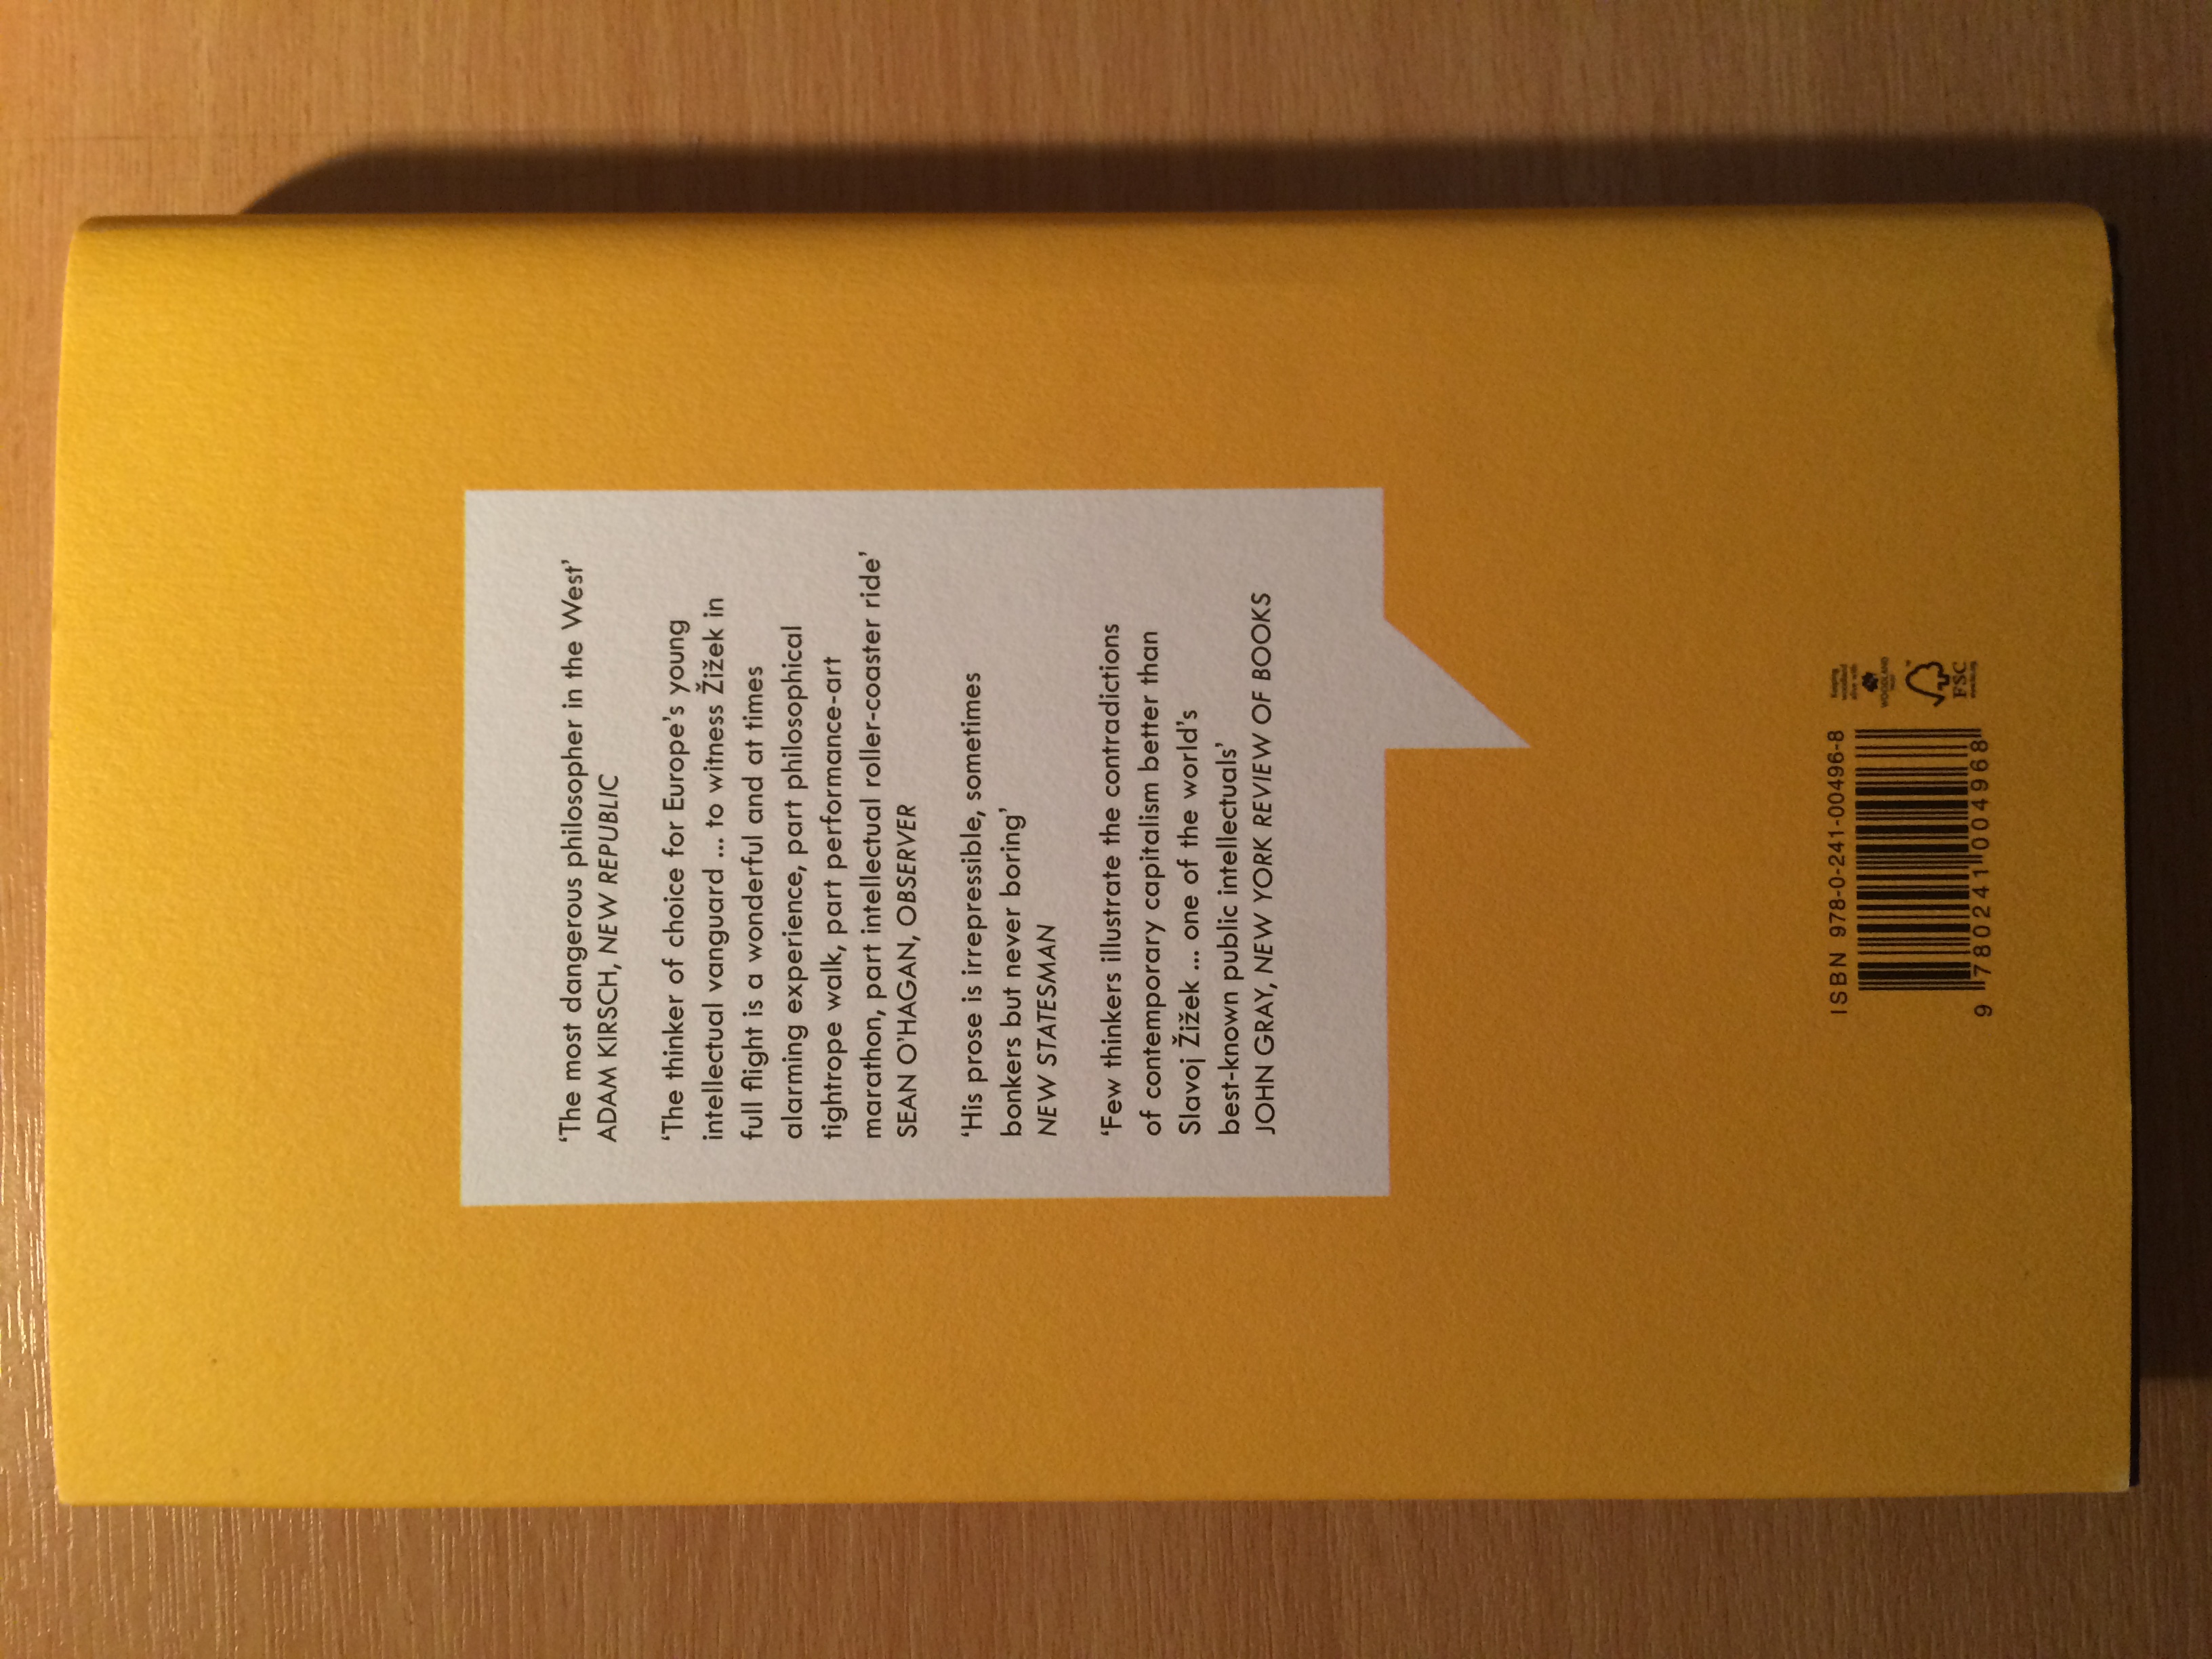 ‘The most dangerous philosopher in the West’
ADAM KIRSCH, NEW REPUBLIC
‘The thinker of choice for Europe’s young
intellectual vanguard ... to witness Žižek in
full flight is a wonderful and at times
alarming experience, part philosophical
tightrope walk, part performance-art
marathon, part intellectual roller-coaster ride’
SEAN O’HAGAN, OBSERVER
‘His prose is irrepressible, sometimes
bonkers but never boring’
NEW STATESMAN
‘Few thinkers illustrate the contradictions
of contemporary capitalism better than
Slavoj Žižek ... one of the world’s
best-known public intellectuals’
JOHN GRAY, NEW YORK REVIEW OF BOOKS
ISBN 978-0-241-00496-8
9 780241 004968
WOODLAND
FSC